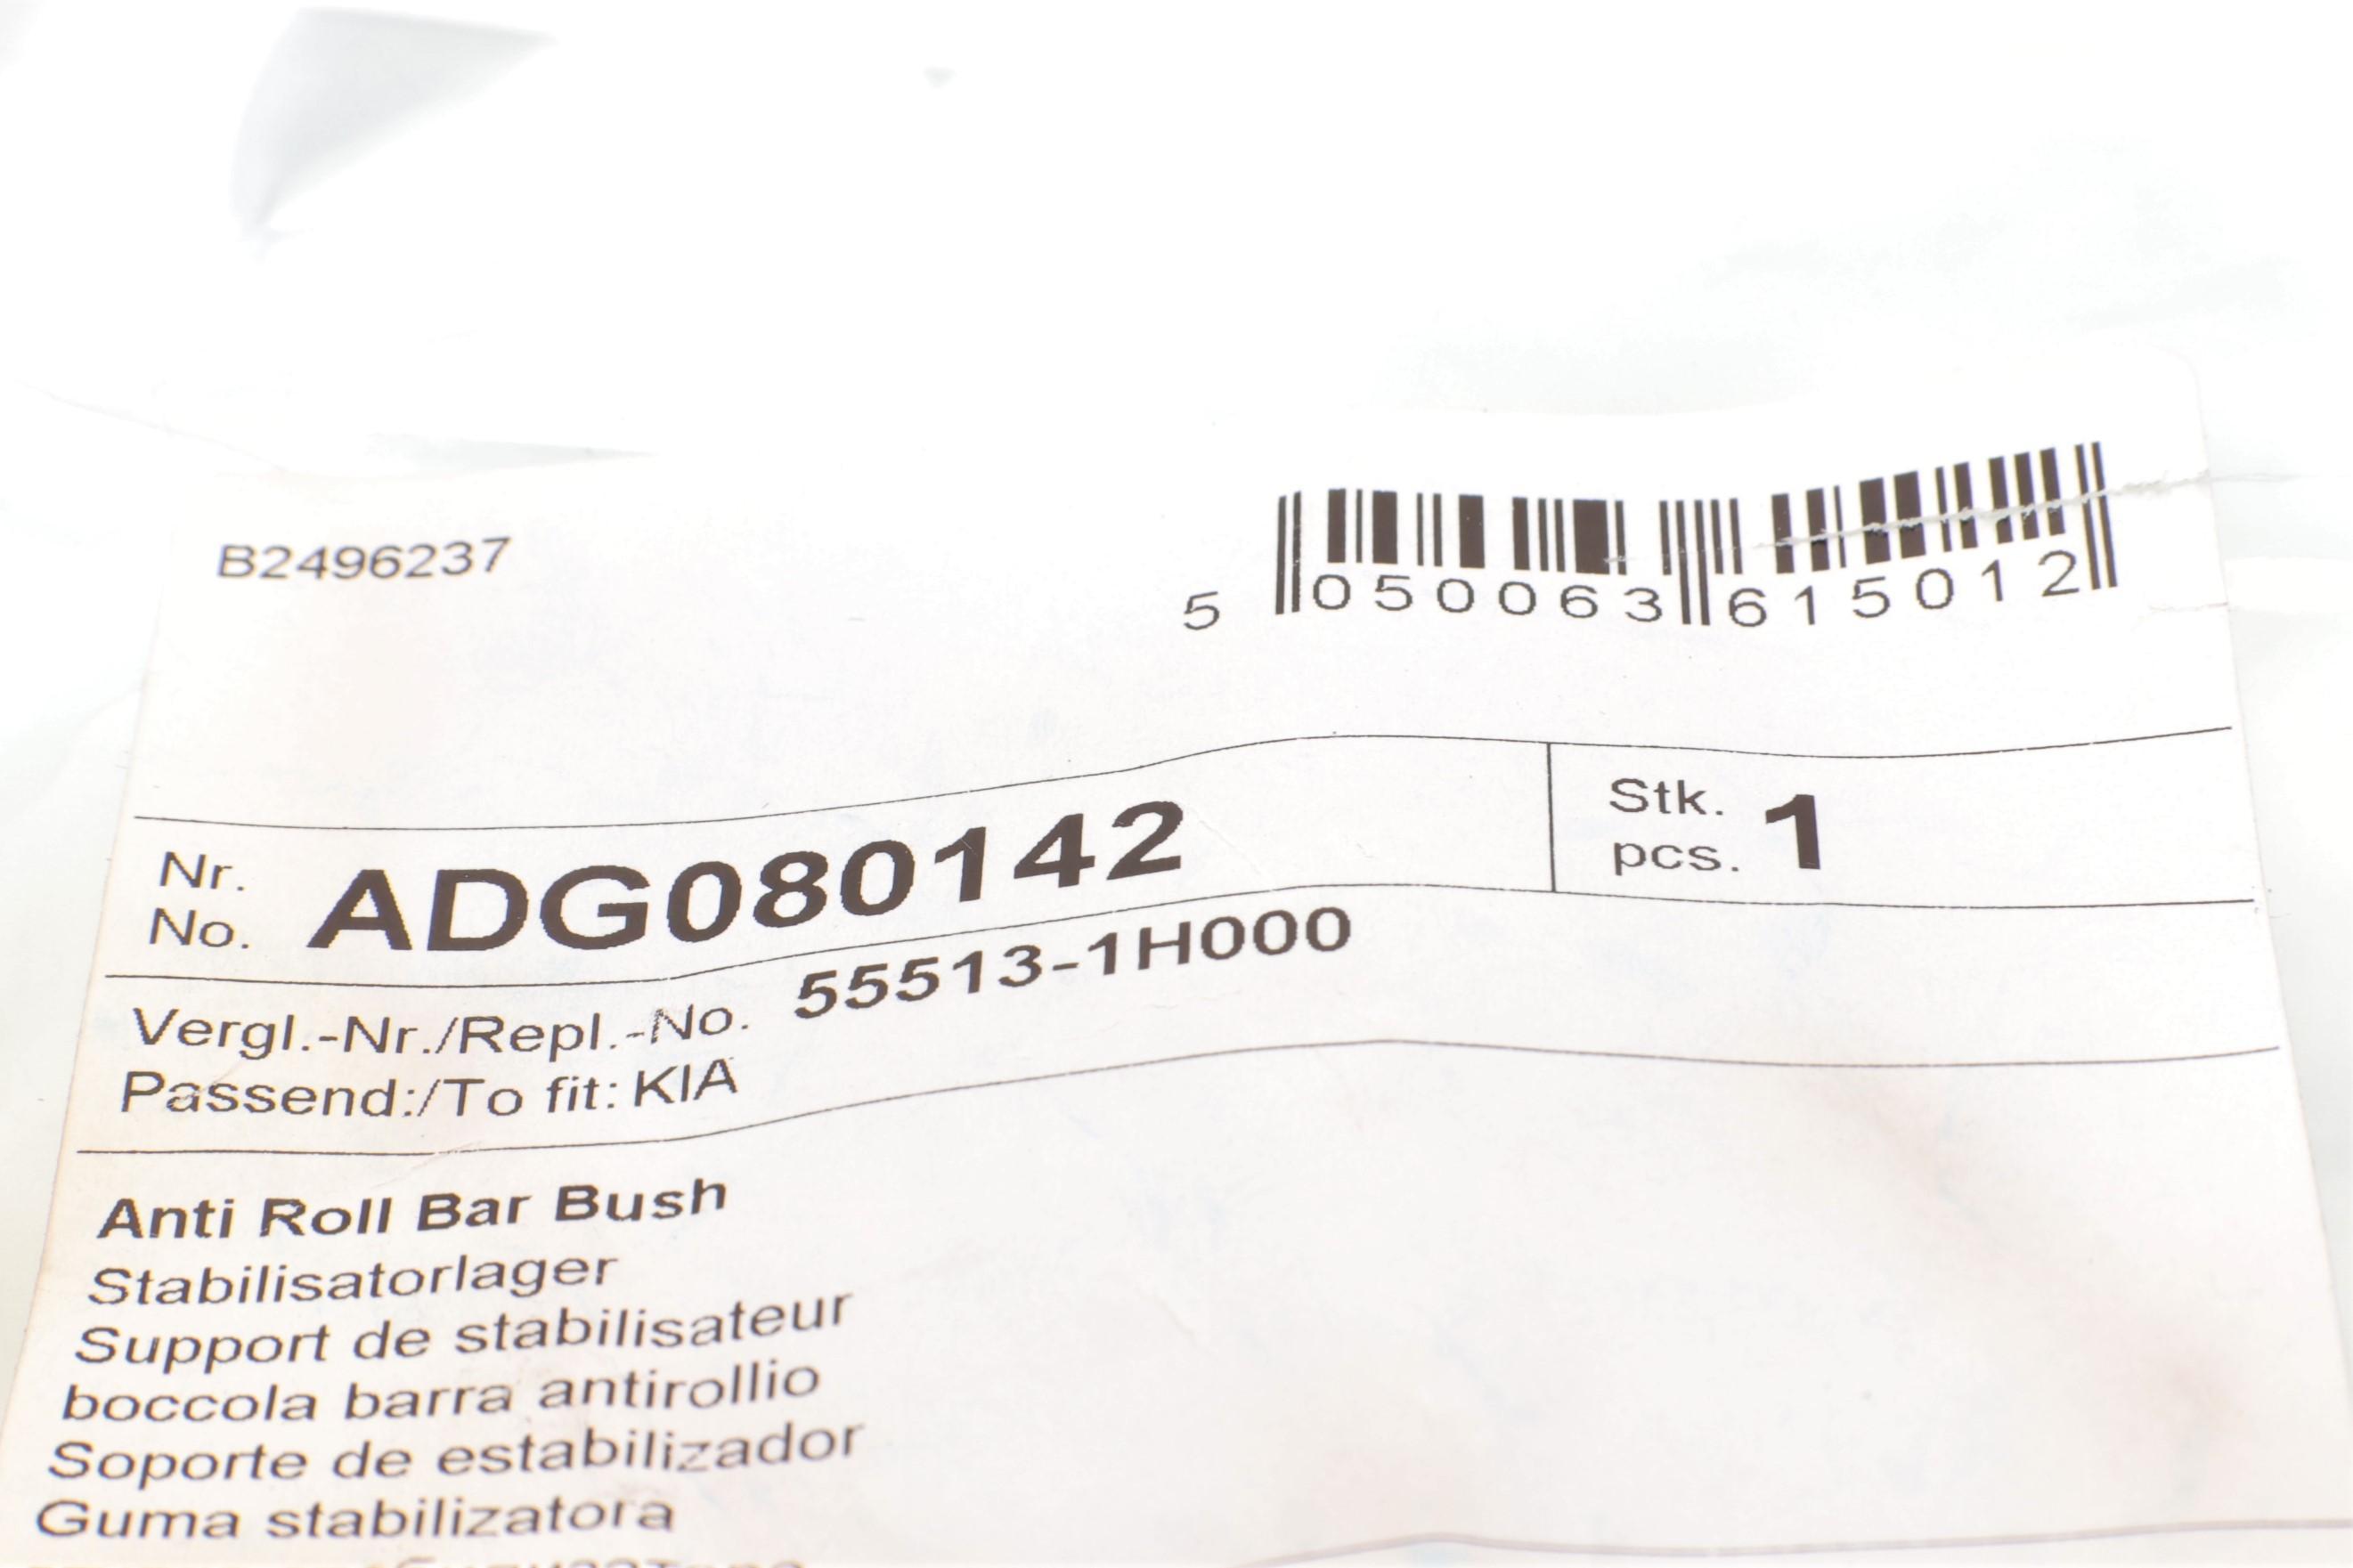 B2496237
5 050063 615012
Nr.
No. ADG080142
Stk.
pcs. 1
Vergl.-Nr./Repl.-No. 55513-1H000
Passend:/To fit: KIA
Anti Roll Bar Bush
Stabilisatorlager
Support de stabilisateur
boccola barra antirollio
Soporte de estabilizador
Guma stabilizatora